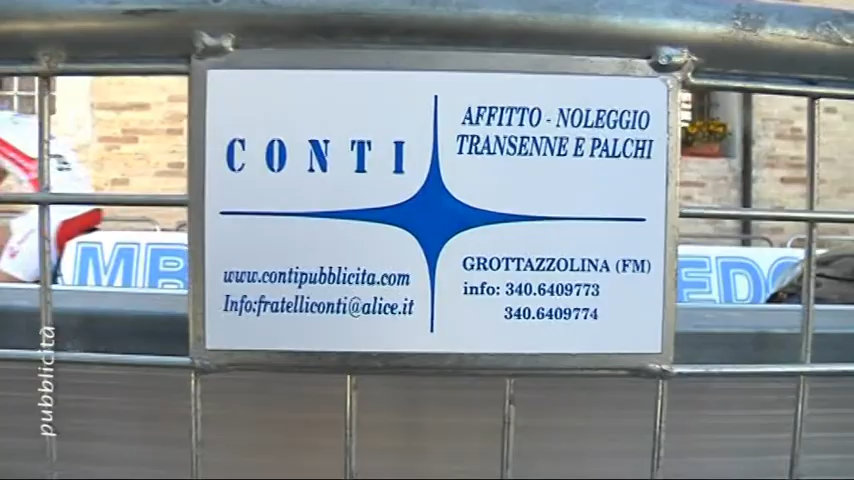 CONTI
AFFITTO - NOLEGGIO
TRANSENNE E PALCHI
www.contipubblicita.com
Info:fratelliconti@alice.it
GROTTAZZOLINA (FM)
info: 340.6409773
340.6409774
pubblicità